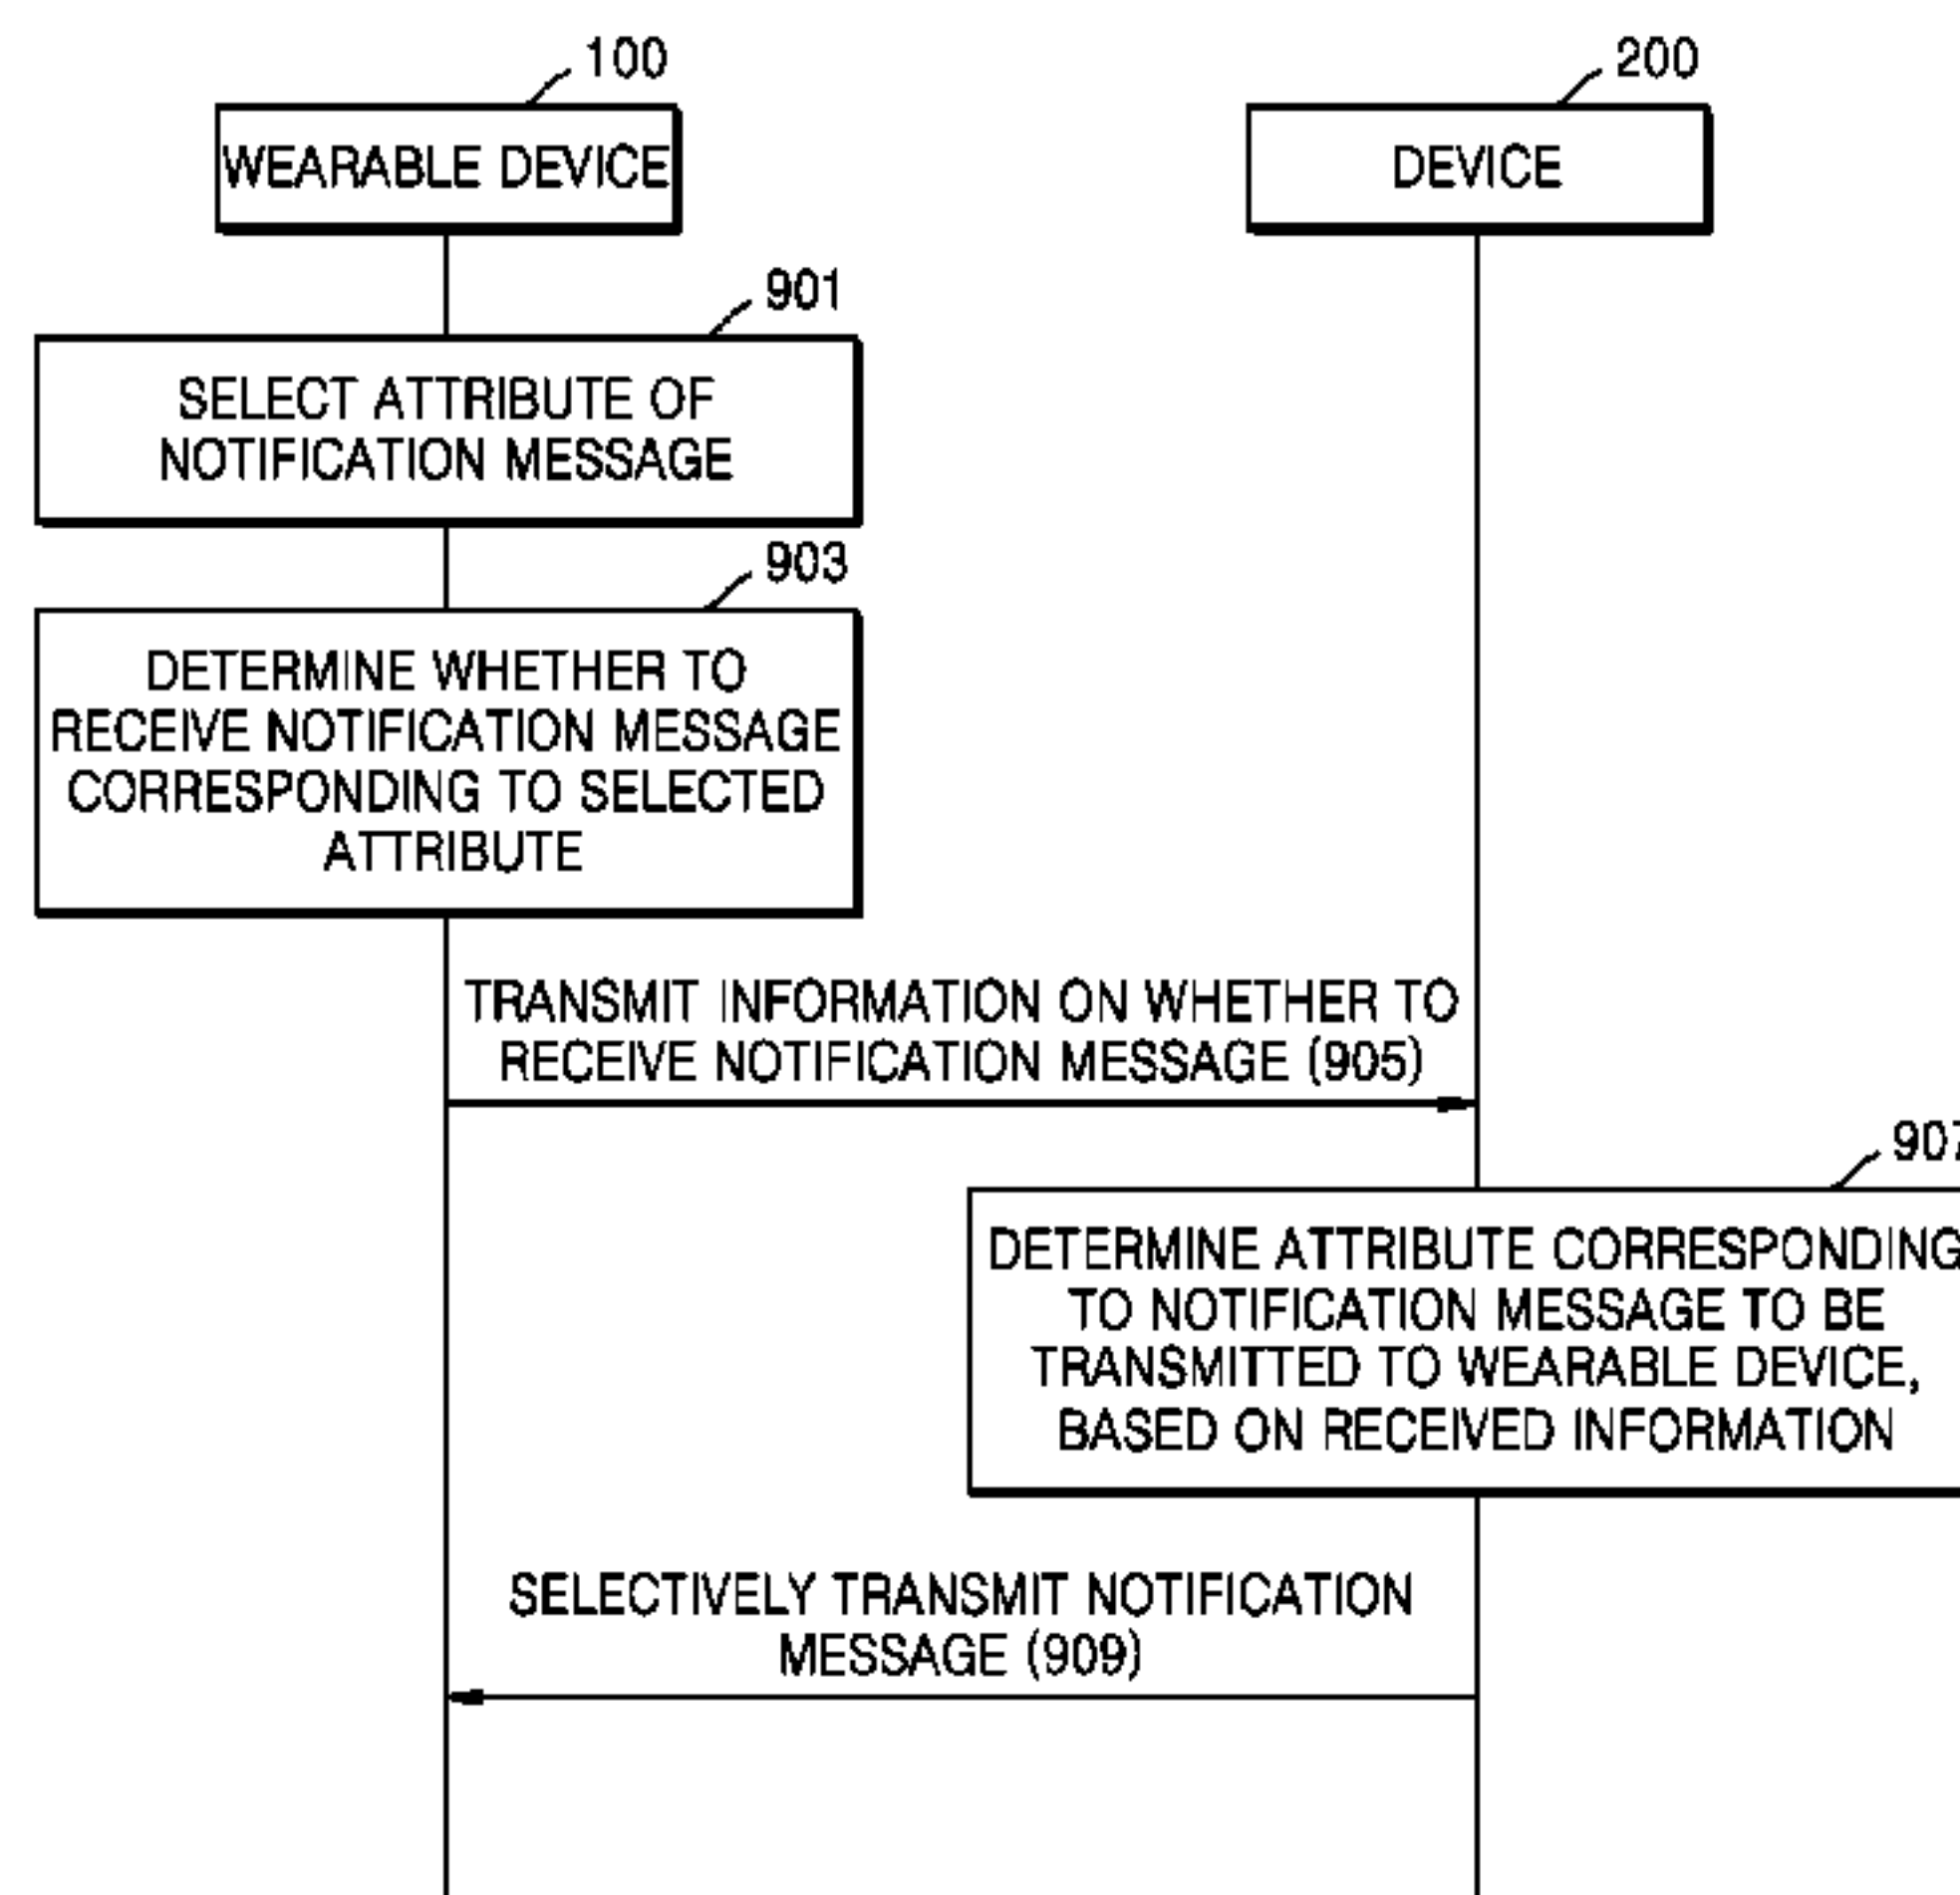 100
200
WEARABLE DEVICE
DEVICE
901
SELECT ATTRIBUTE OF
NOTIFICATION MESSAGE
903
DETERMINE WHETHER TO
RECEIVE NOTIFICATION MESSAGE
CORRESPONDING TO SELECTED
ATTRIBUTE
TRANSMIT INFORMATION ON WHETHER TO
RECEIVE NOTIFICATION MESSAGE (905)
907
DETERMINE ATTRIBUTE CORRESPONDING
TO NOTIFICATION MESSAGE TO BE
TRANSMITTED TO WEARABLE DEVICE,
BASED ON RECEIVED INFORMATION
SELECTIVELY TRANSMIT NOTIFICATION
MESSAGE (909)